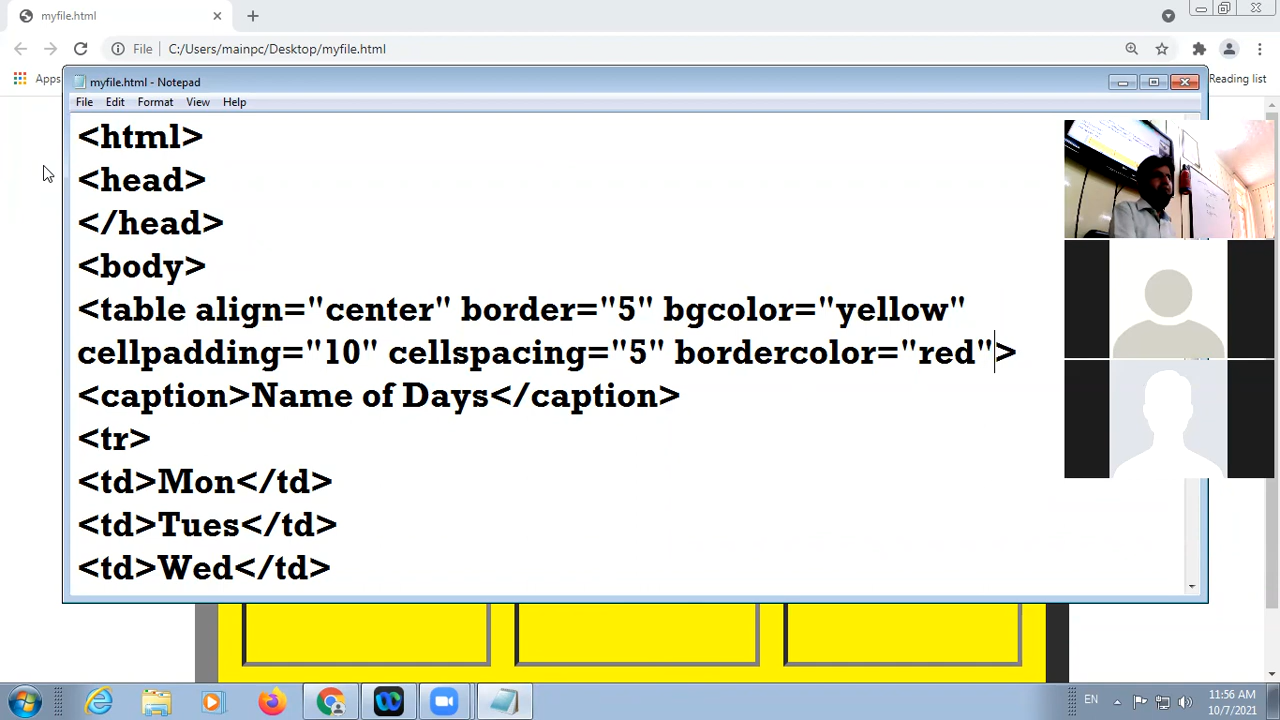 myfile.html
File
C:/Users/mainpc/Desktop/myfile.html
Apps
Reading list
myfile.html - Notepad
File Edit Format View Help
<html>
<head>
</head>
<body>
<table align="center" border="5" bgcolor="yellow"
cellpadding="10" cellspacing="5" bordercolor="red">
<caption>Name of Days</caption>
<tr>
<td>Mon</td>
<td>Tues</td>
<td>Wed</td>
EN
11:56 AM
10/7/2021